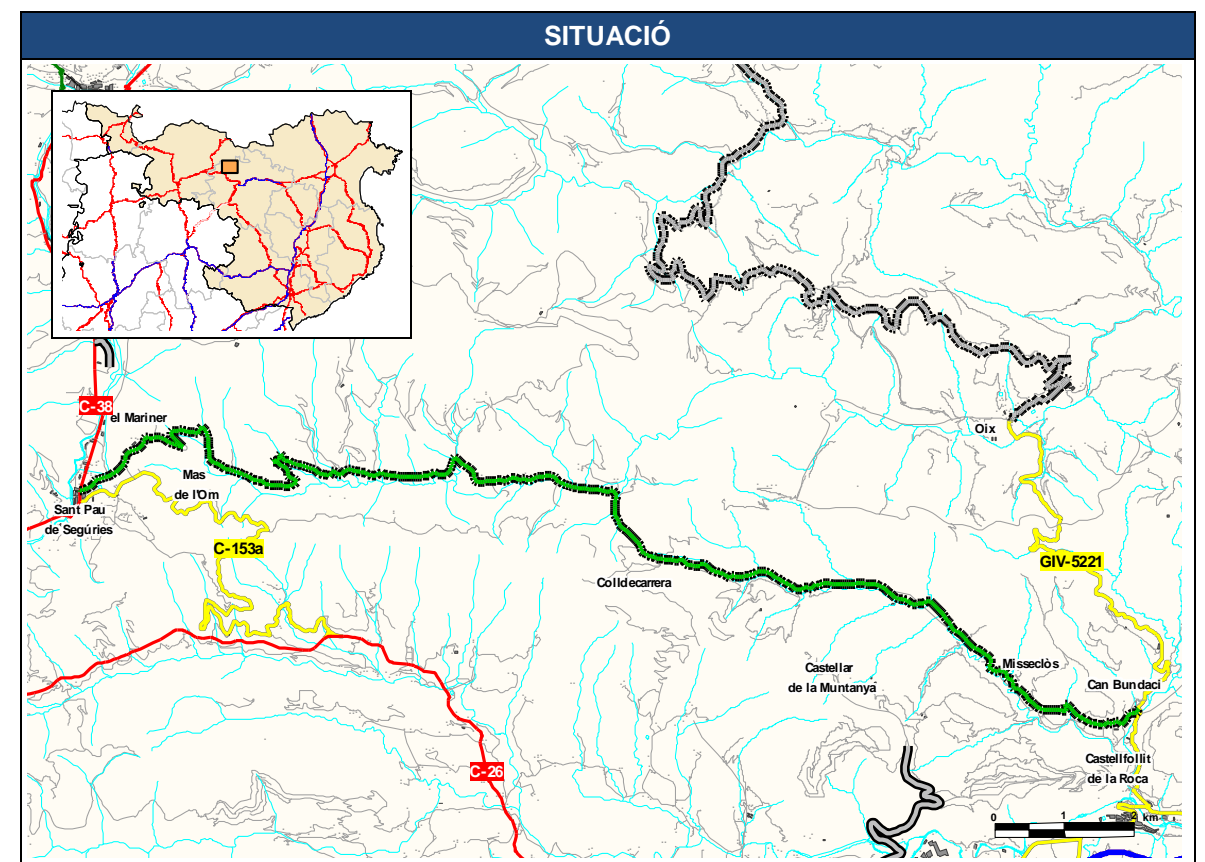 SITUACIÓ
C-38
el Mariner
Oix
Mas
de l'Om
Sant Pau
de Segúries
C-153a
GIV-5221
Colldecarrera
Misseclòs
Castellar
de la Muntanya
Can Bundaci
Castellfollit
de la Roca
C-26
0 1 2 km